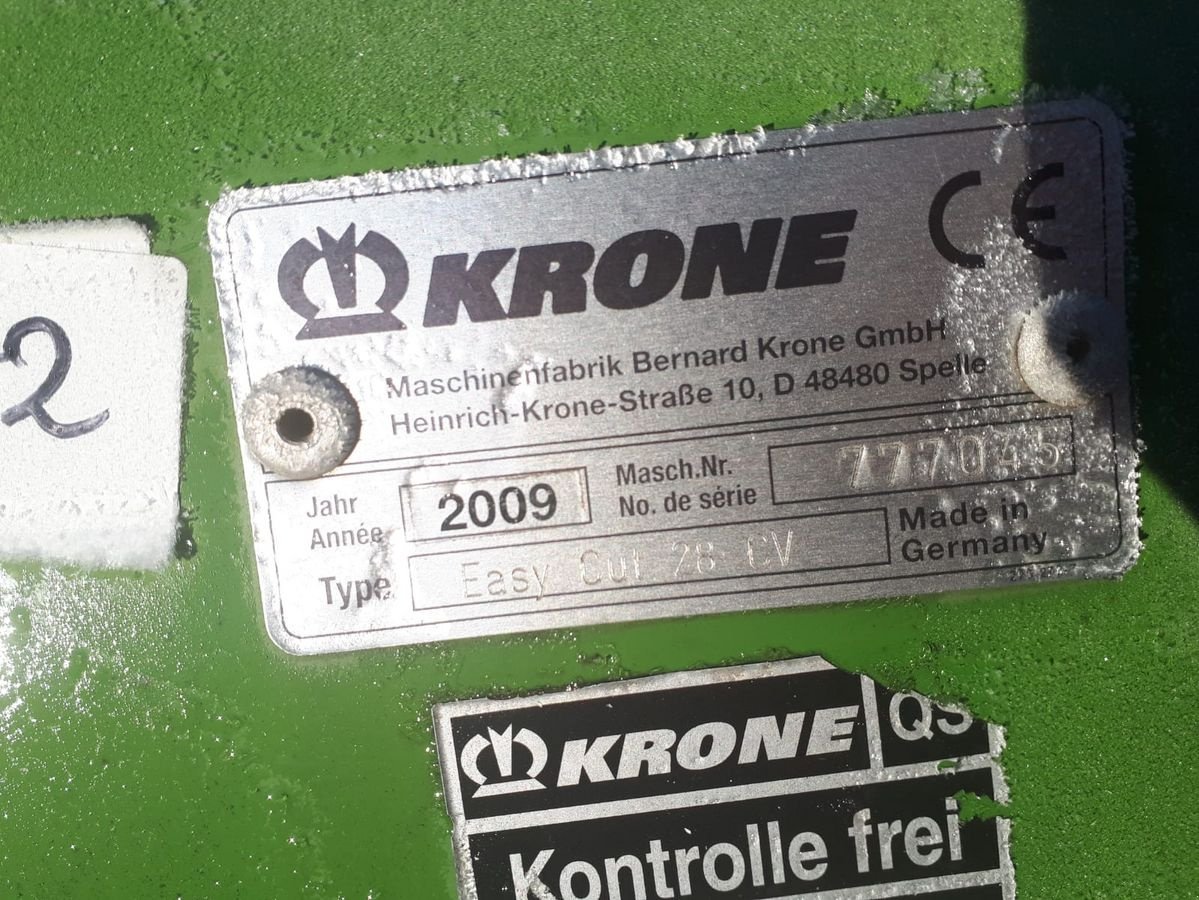 KRONE CE
Maschinenfabrik Bernard Krone GmbH
Heinrich-Krone-Straße 10, D 48480 Spelle
Jahr
Année
2009
Masch.Nr.
No. de série
777045
Type
Easy Cut 28 CV
Made in
Germany
2
KRONE QS
Kontrolle frei